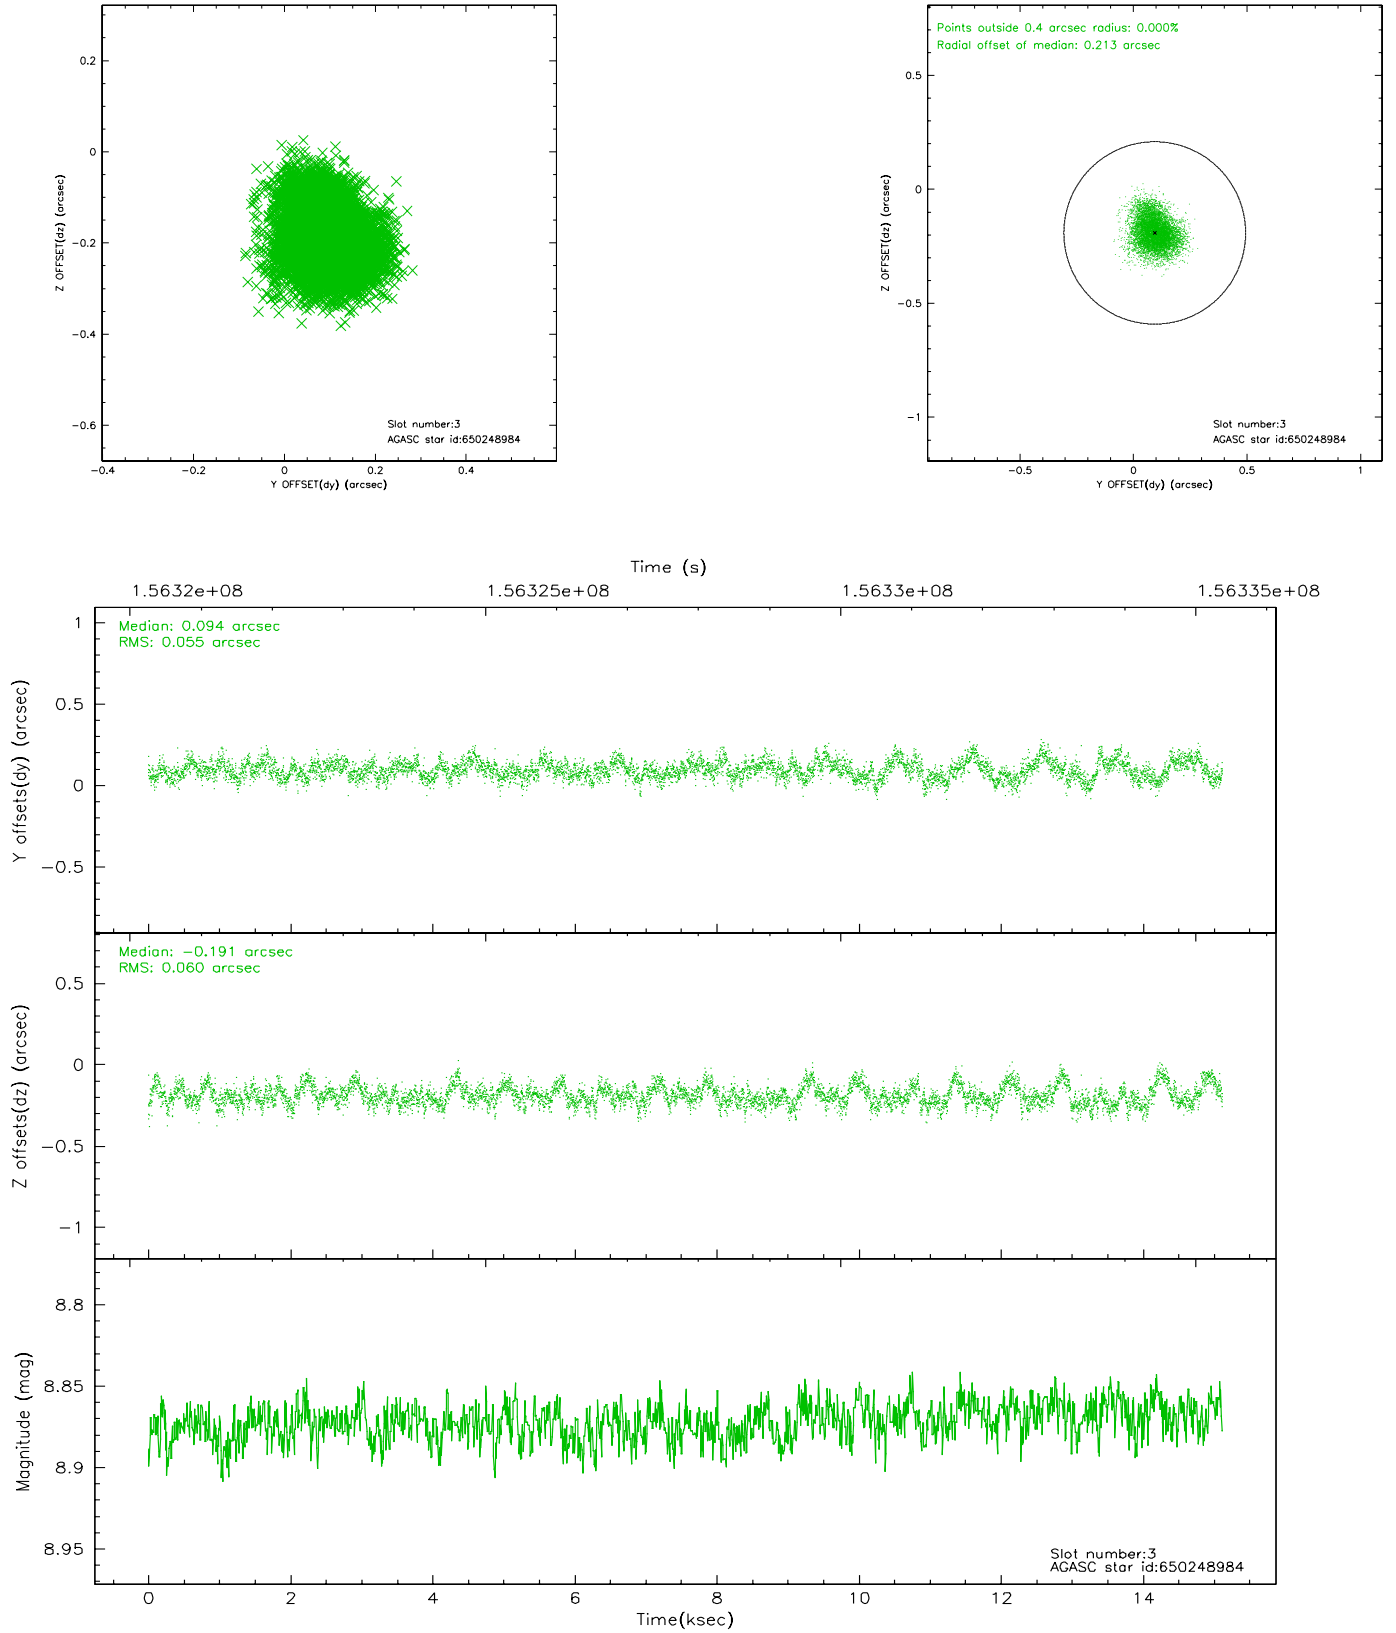 0.2
0
−0.2
−0.4
−0.6
Z OFFSET(dz) (arcsec)
Slot number:3
AGASC star id:650248984
−0.4 −0.2 0 0.2 0.4
Y OFFSET(dy) (arcsec)
Points outside 0.4 arcsec radius: 0.000%
Radial offset of median: 0.213 arcsec
0.5
0
−0.5
−1
Z OFFSET(dz) (arcsec)
Slot number:3
AGASC star id:650248984
−0.5 0 0.5 1
Y OFFSET(dy) (arcsec)
Time (s)
1.5632e+08 1.56325e+08 1.5633e+08 1.56335e+08
Median: 0.094 arcsec
RMS: 0.055 arcsec
1
0.5
0
−0.5
Y offsets(dy) (arcsec)
Median: −0.191 arcsec
RMS: 0.060 arcsec
0.5
0
−0.5
−1
Z offsets(dz) (arcsec)
8.8
8.85
8.9
8.95
Magnitude (mag)
Slot number:3
AGASC star id:650248984
0 2 4 6 8 10 12 14
Time(ksec)